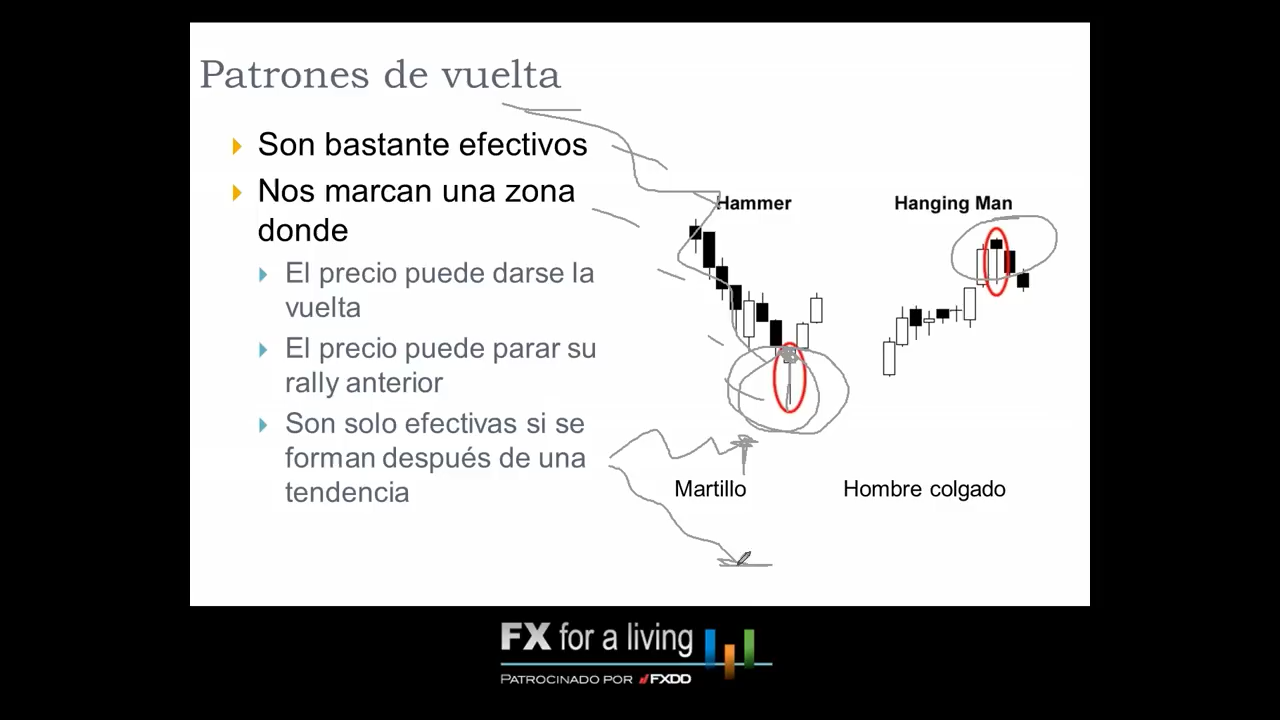 Patrones de vuelta
Son bastante efectivos
Nos marcan una zona
donde
El precio puede darse la
vuelta
El precio puede parar su
rally anterior
Son solo efectivas si se
forman después de una
tendencia
Hammer
Hanging Man
Martillo
Hombre colgado
FX for a living
PATROCINADO POR FXDD